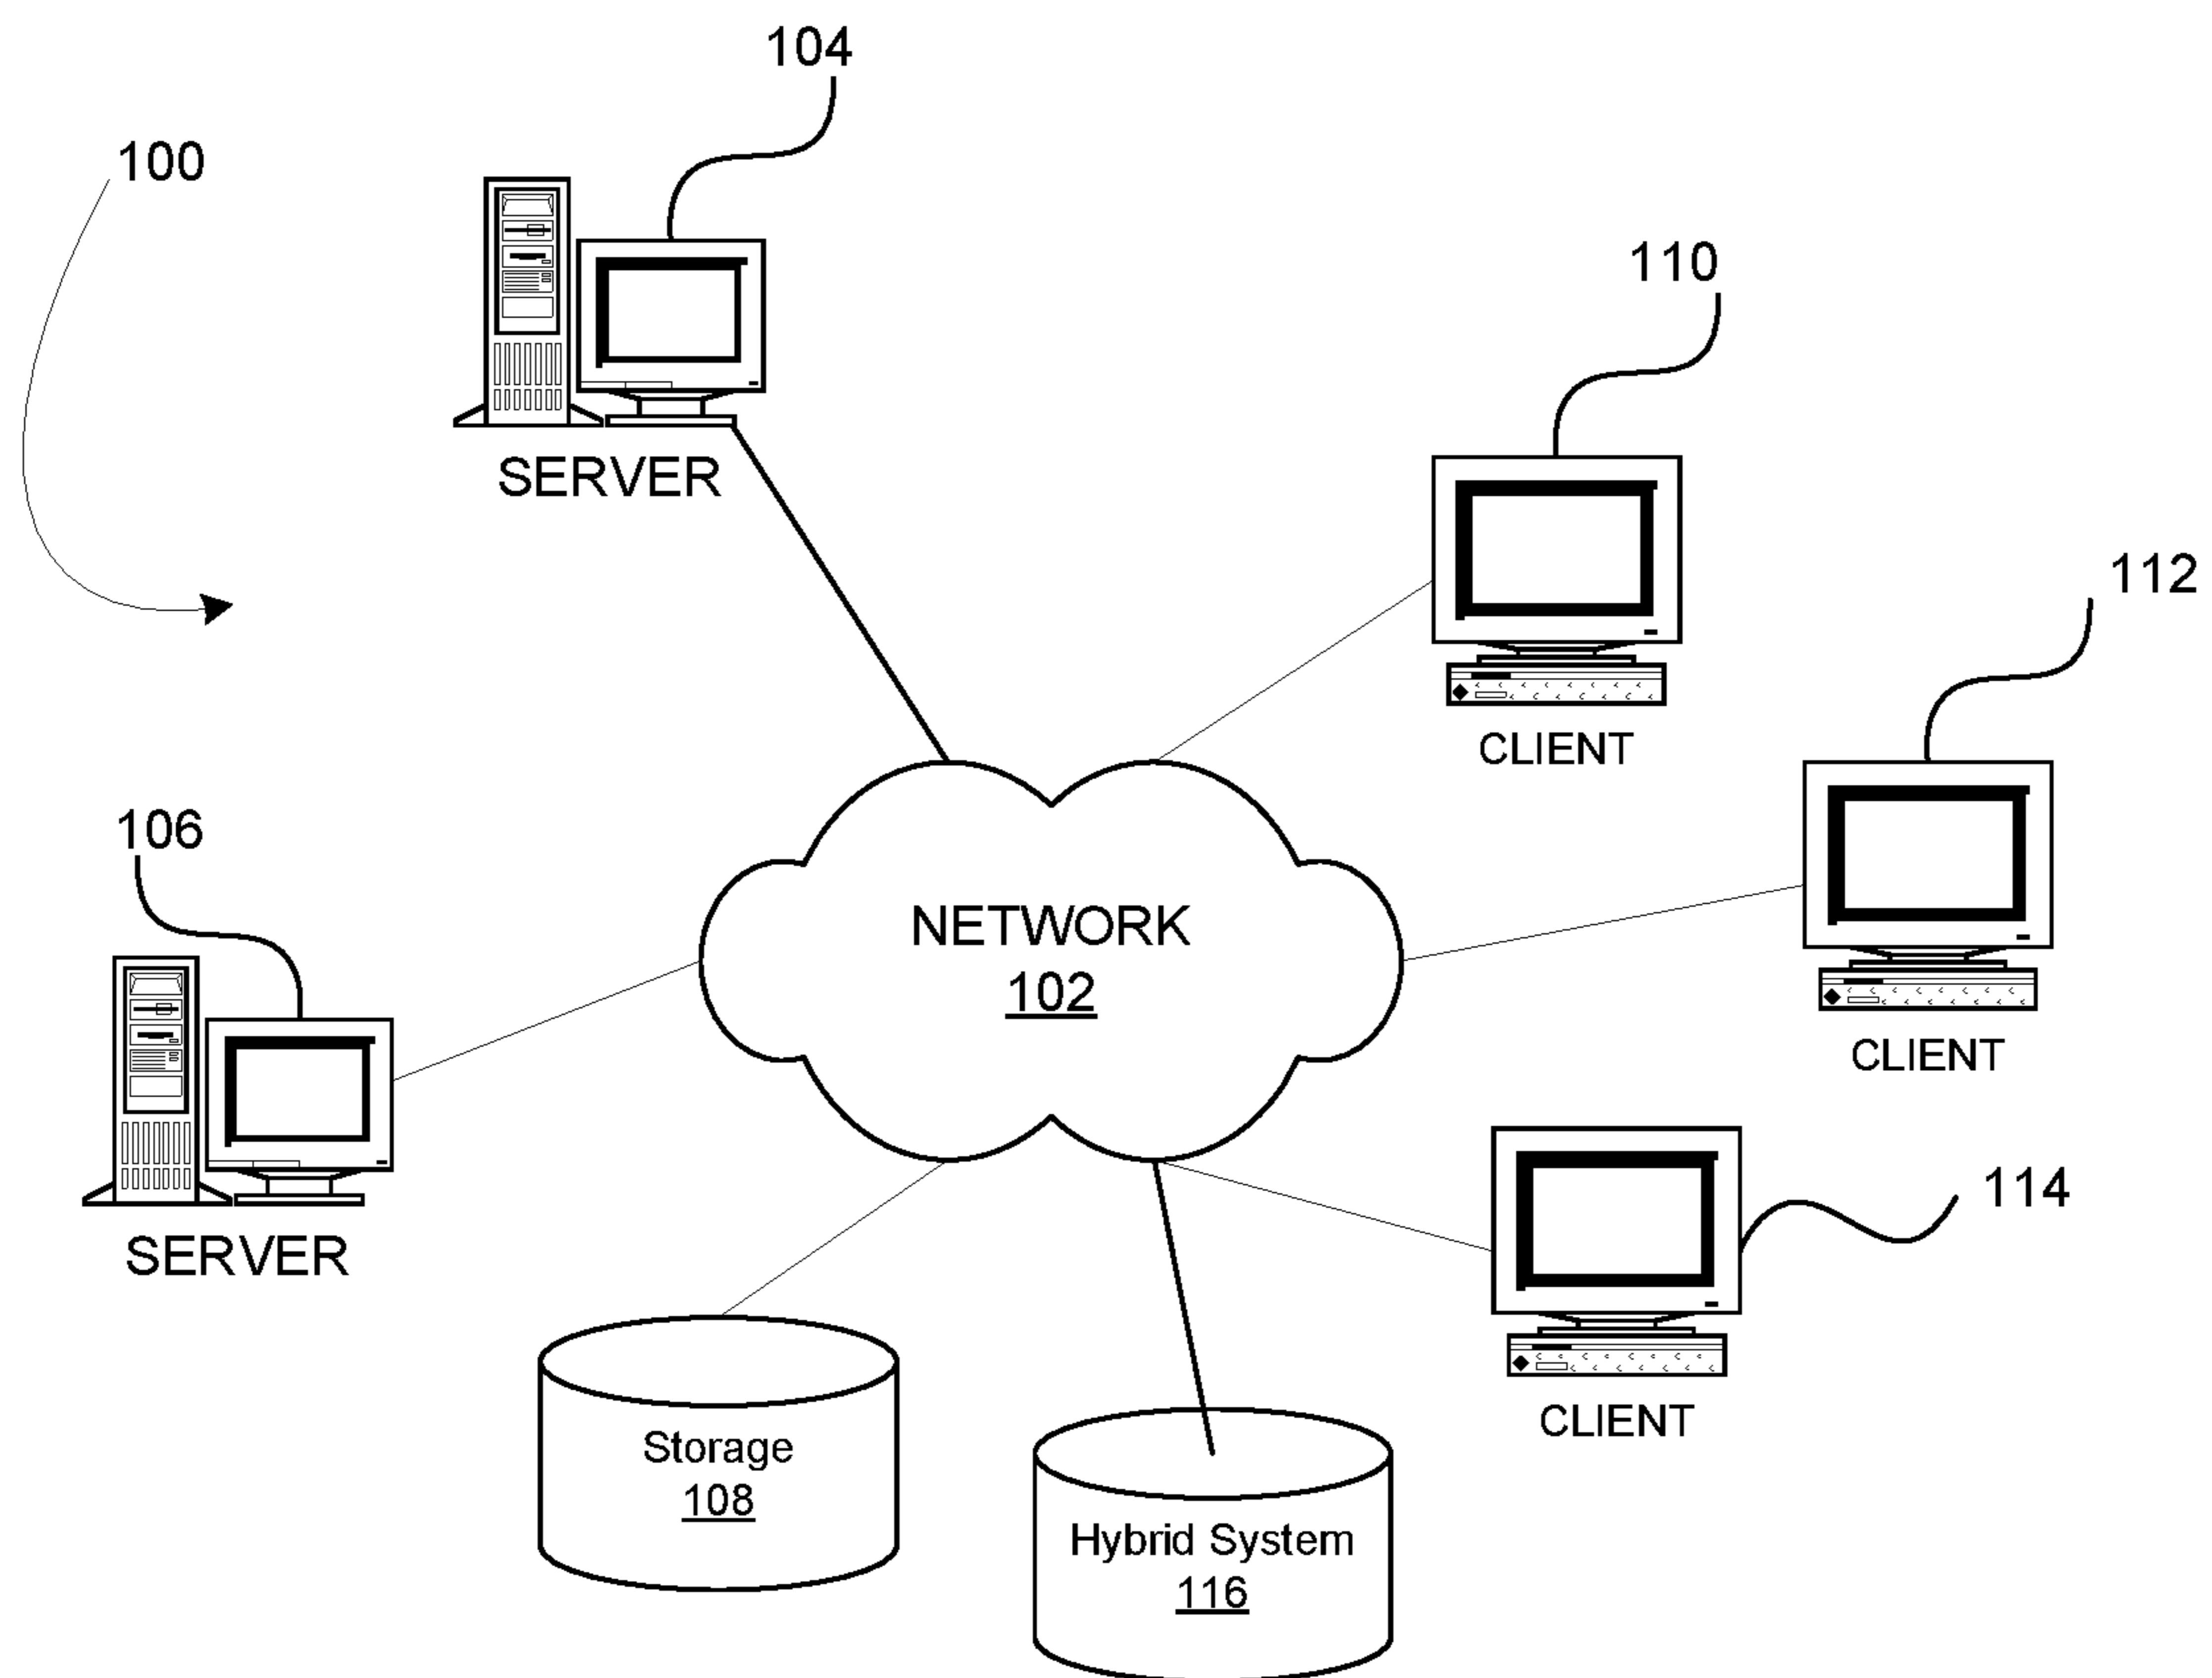 104
100
110
SERVER
112
CLIENT
106
NETWORK
102
CLIENT
114
SERVER
CLIENT
Storage
108
Hybrid System
116